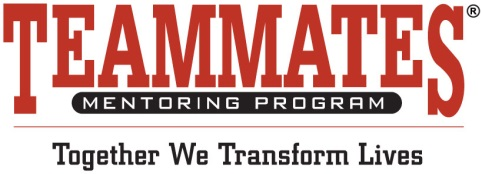 TEAMMATES®
MENTORING PROGRAM
Together We Transform Lives